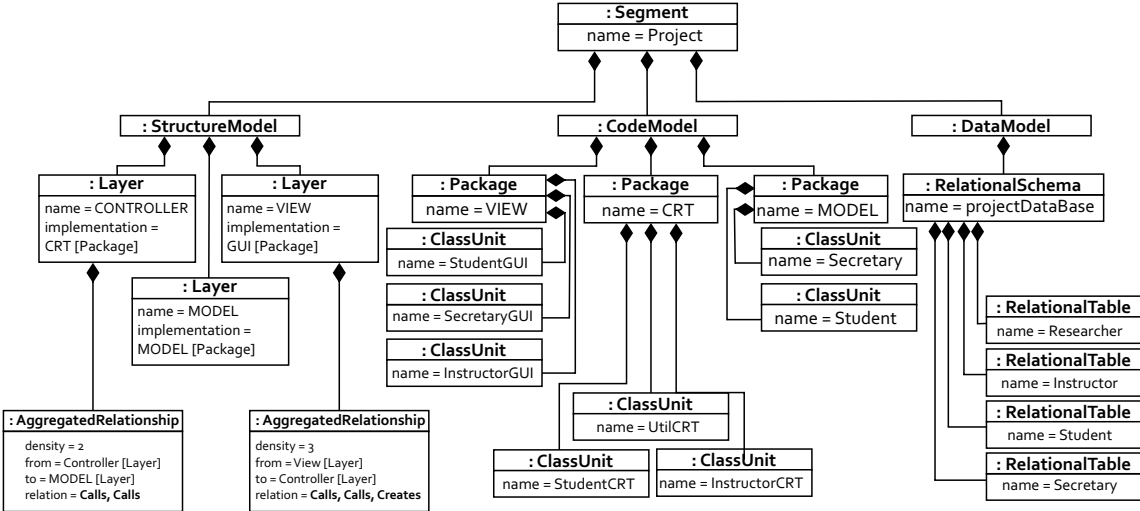 : Segment
name = Project
: StructureModel
: CodeModel
: DataModel
: Layer
name = CONTROLLER
implementation =
CRT [Package]
: Layer
name = VIEW
implementation =
GUI [Package]
: Layer
name = MODEL
implementation =
MODEL [Package]
: AggregatedRelationship
density = 2
from = Controller [Layer]
to = MODEL [Layer]
relation = Calls, Calls
: AggregatedRelationship
density = 3
from = View [Layer]
to = Controller [Layer]
relation = Calls, Calls, Creates
: Package
name = VIEW
: ClassUnit
name = StudentGUI
: ClassUnit
name = SecretaryGUI
: ClassUnit
name = InstructorGUI
: Package
name = CRT
: ClassUnit
name = UtilCRT
: ClassUnit
name = StudentCRT
: ClassUnit
name = InstructorCRT
: Package
name = MODEL
: ClassUnit
name = Secretary
: ClassUnit
name = Student
: RelationalSchema
name = projectDataBase
: RelationalTable
name = Researcher
: RelationalTable
name = Instructor
: RelationalTable
name = Student
: RelationalTable
name = Secretary